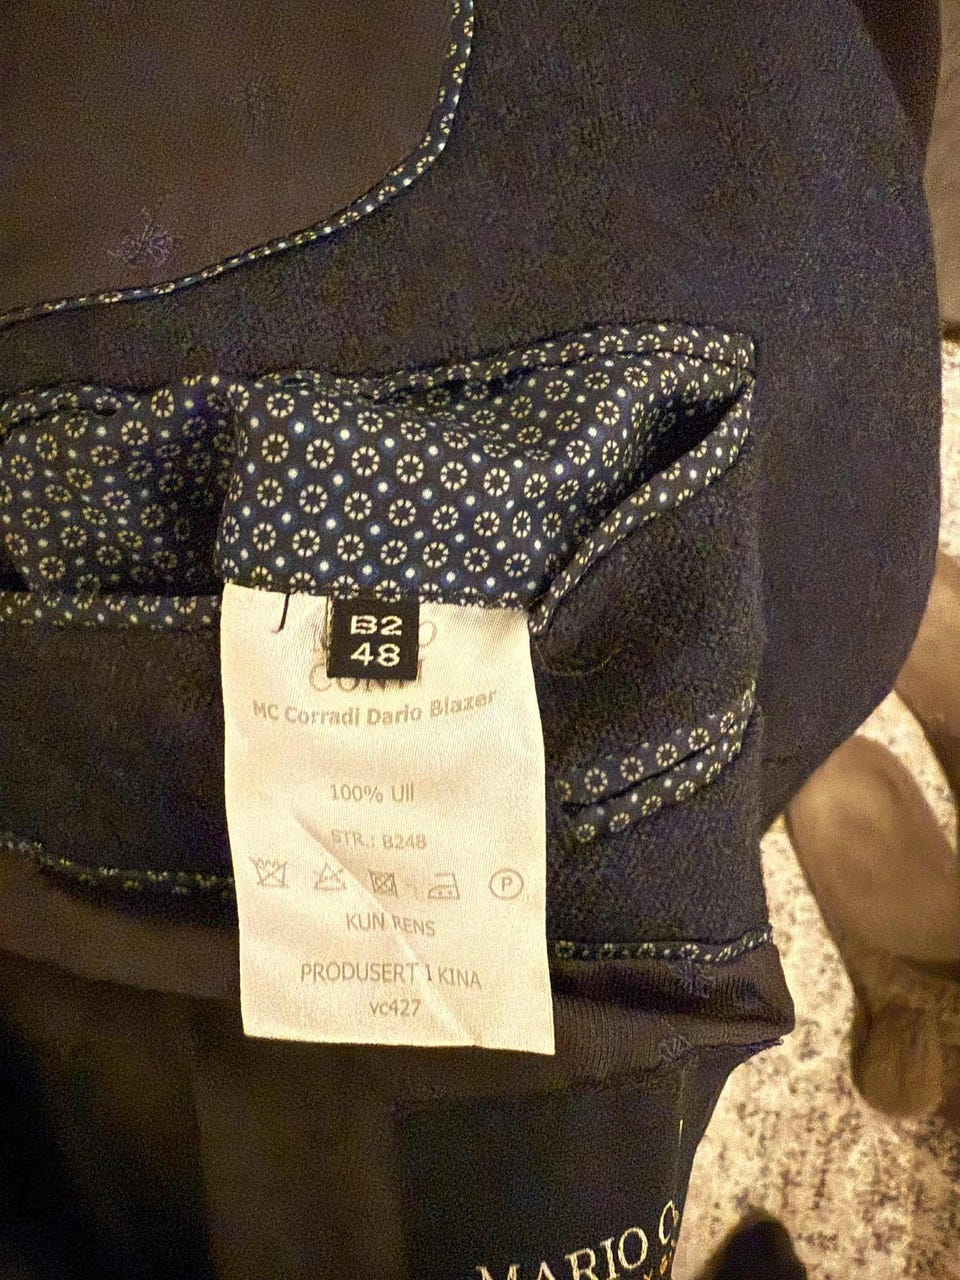 B2
48
MC Corradi Dario Blazer
100% Ull
STR.: B248
P
KUN RENS
PRODUSERT I KINA
vc427
MARIO